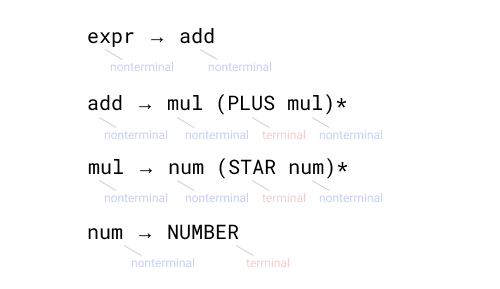 expr → add
nonterminal nonterminal
add → mul (PLUS mul)*
nonterminal nonterminal terminal nonterminal
mul → num (STAR num)*
nonterminal nonterminal terminal nonterminal
num → NUMBER
nonterminal terminal